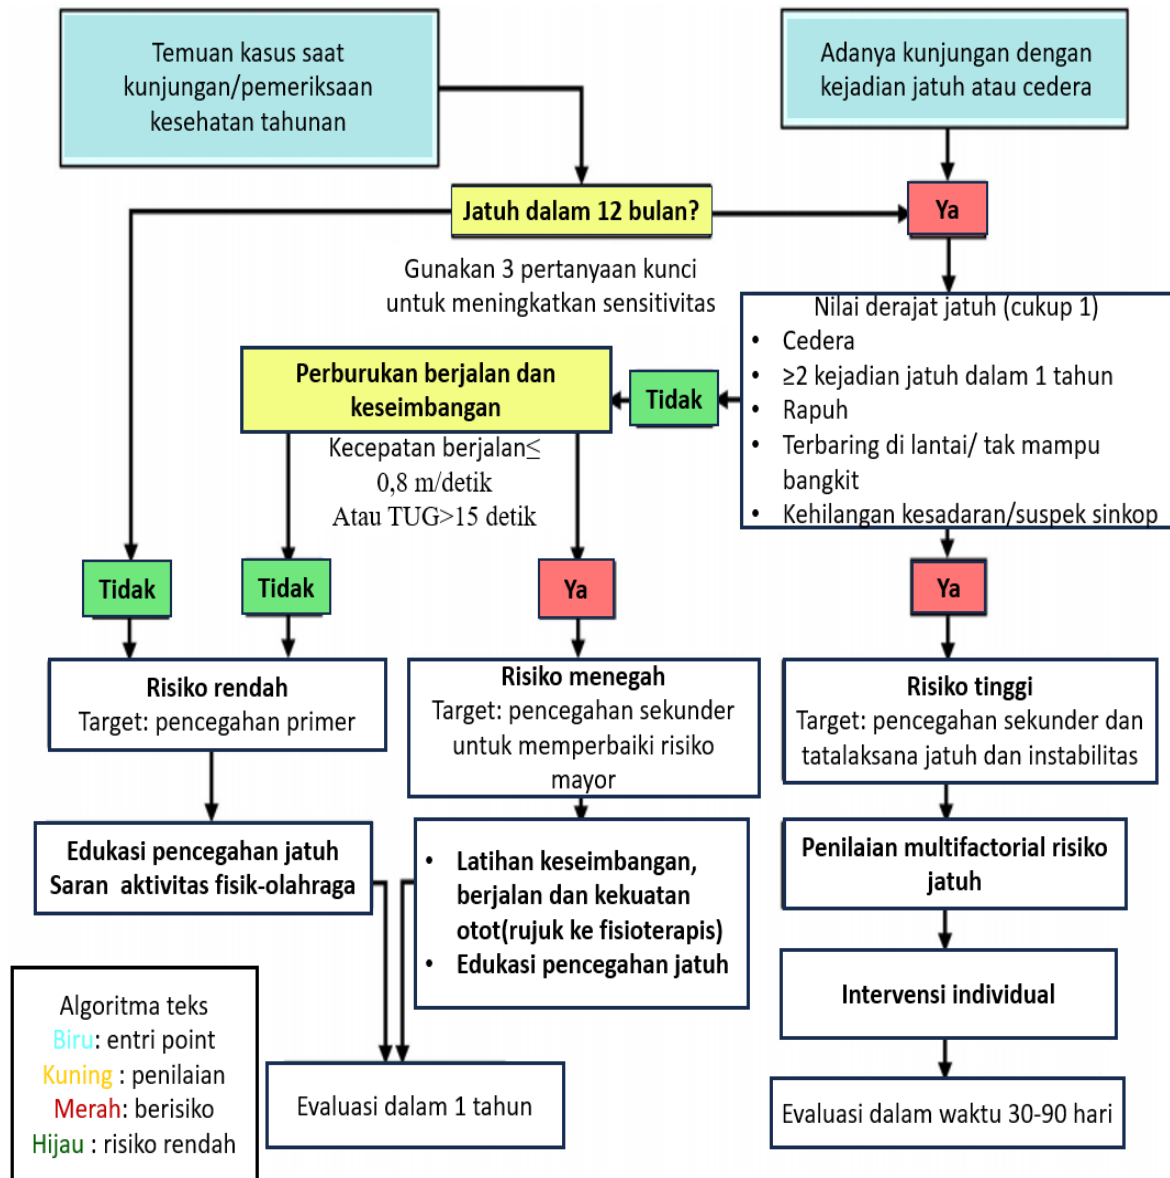 Temuan kasus saat
kunjungan/pemeriksaan
kesehatan tahunan
Adanya kunjungan dengan
kejadian jatuh atau cedera
Jatuh dalam 12 bulan?
Ya
Gunakan 3 pertanyaan kunci
untuk meningkatkan sensitivitas
Nilai derajat jatuh (cukup 1)
• Cedera
• ≥2 kejadian jatuh dalam 1 tahun
• Rapuh
• Terbaring di lantai/ tak mampu
bangkit
• Kehilangan kesadaran/suspek sinkop
Tidak
Perburukan berjalan dan
keseimbangan
Kecepatan berjalan≤
0,8 m/detik
Atau TUG>15 detik
Tidak
Tidak
Ya
Ya
Risiko rendah
Target: pencegahan primer
Risiko menegah
Target: pencegahan sekunder
untuk memperbaiki risiko
mayor
Risiko tinggi
Target: pencegahan sekunder dan
tatalaksana jatuh dan instabilitas
Edukasi pencegahan jatuh
Saran aktivitas fisik-olahraga
• Latihan keseimbangan,
berjalan dan kekuatan
otot(rujuk ke fisioterapis)
• Edukasi pencegahan jatuh
Penilaian multifactorial risiko
jatuh
Intervensi individual
Evaluasi dalam 1 tahun
Evaluasi dalam waktu 30-90 hari
Algoritma teks
Biru: entri point
Kuning : penilaian
Merah: berisiko
Hijau : risiko rendah